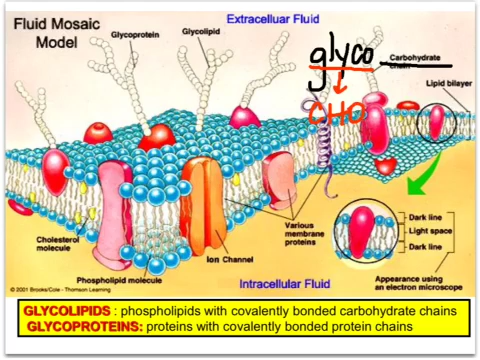 Fluid Mosaic
Model
Extracelluar Fluid
Glycoprotein
Glycolipid
glyco
Carbohydrate
chain
CHO
Lipid bilayer
Dark line
Light space
Dark line
Various
membrane
proteins
Cholesterol
molecule
Ion Channel
Phospholipid molecule
Intracellular Fluid
Appearance using
an electron microscope
© 2001 Brooks/Cole - Thomson Learning
GLYCOLIPIDS : phospholipids with covalently bonded carbohydrate chains
GLYCOPROTEINS: proteins with covalently bonded protein chains